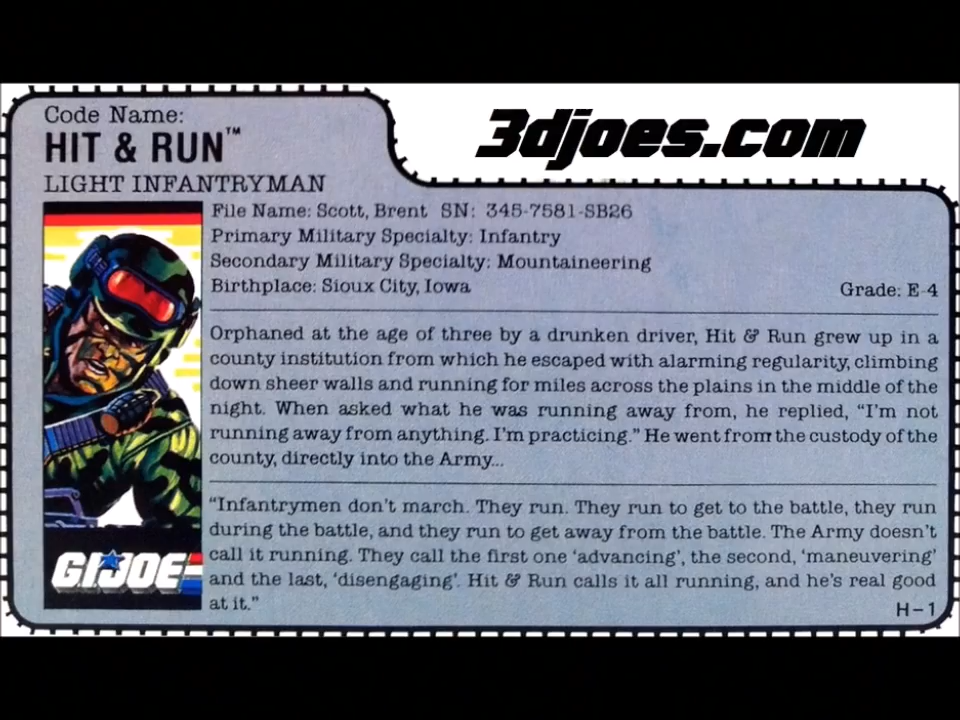 Code Name:
HIT & RUN™
LIGHT INFANTRYMAN
3djoes.com
File Name: Scott, Brent SN: 345-7581-SB26
Primary Military Specialty: Infantry
Secondary Military Specialty: Mountaineering
Birthplace: Sioux City, Iowa
Grade: E-4
Orphaned at the age of three by a drunken driver, Hit & Run grew up in a
county institution from which he escaped with alarming regularity, climbing
down sheer walls and running for miles across the plains in the middle of the
night. When asked what he was running away from, he replied, “I’m not
running away from anything. I’m practicing.” He went from the custody of the
county, directly into the Army...
“Infantrymen don’t march. They run. They run to get to the battle, they run
during the battle, and they run to get away from the battle. The Army doesn’t
call it running. They call the first one ‘advancing’, the second, ‘maneuvering’
and the last, ‘disengaging’. Hit & Run calls it all running, and he’s real good
at it.”
GI JOE
H-1